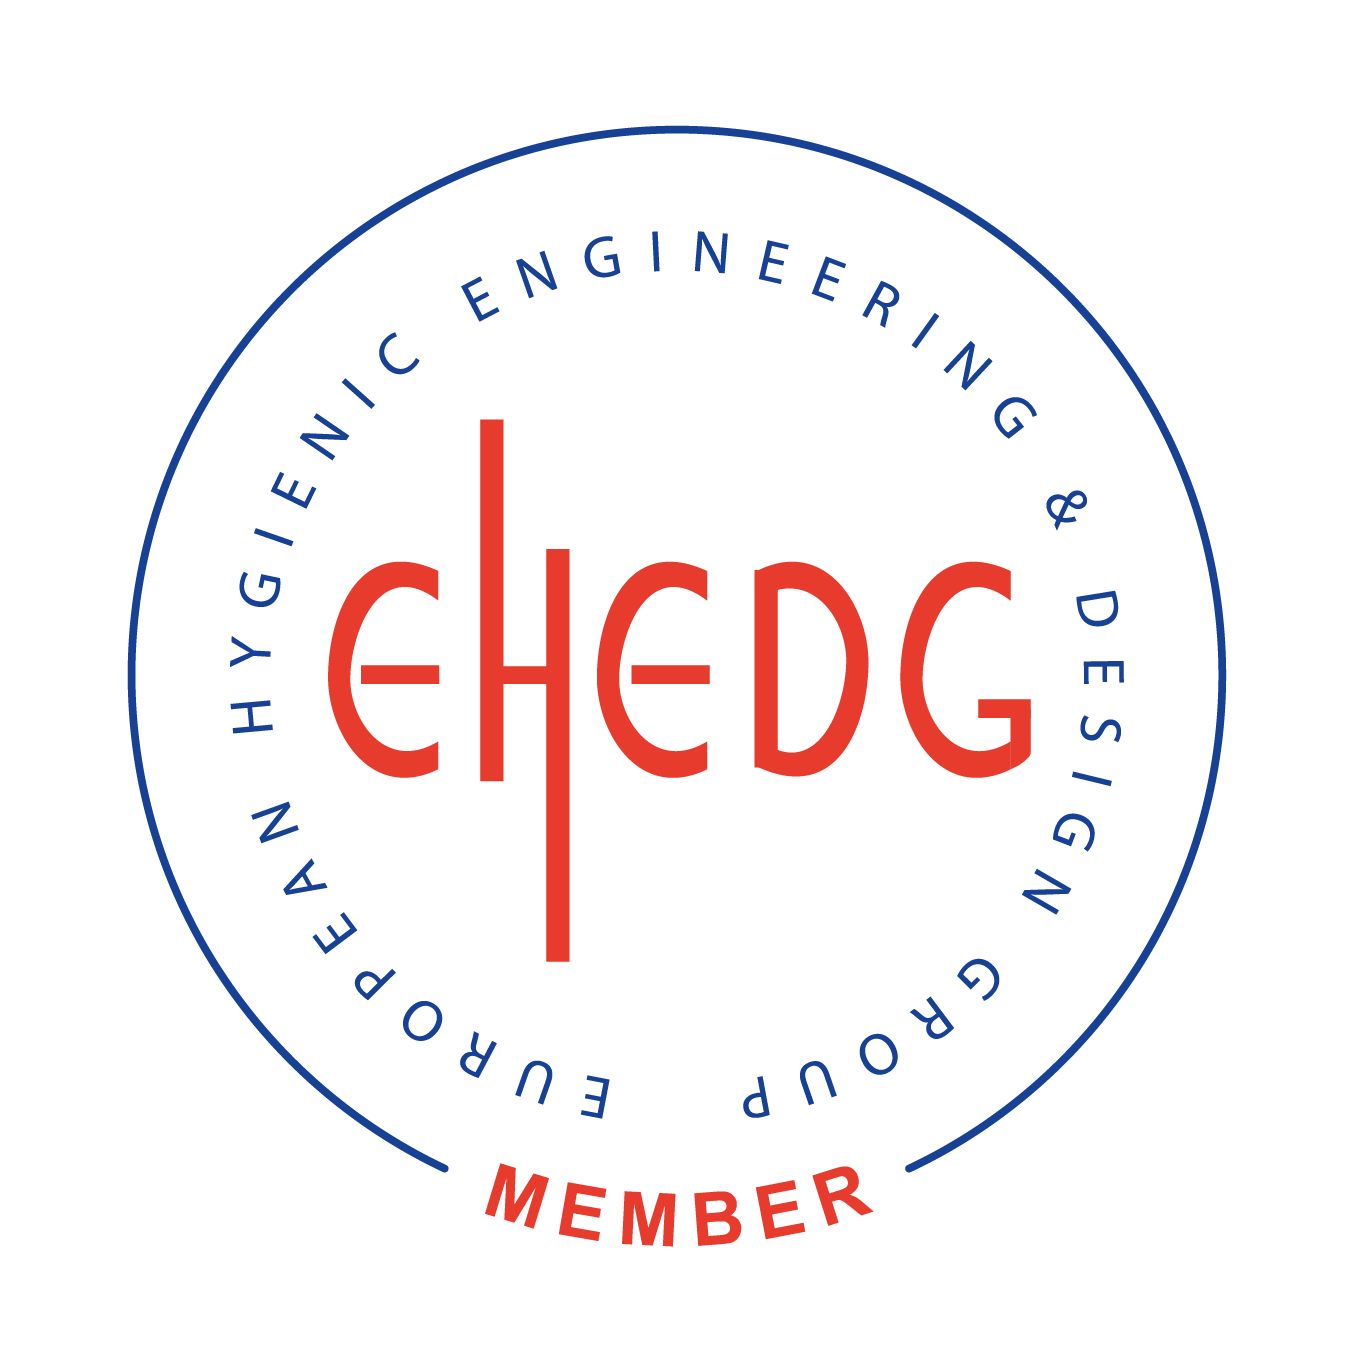 EUROPEAN HYGIENIC ENGINEERING & DESIGN GROUP
EHEDG
MEMBER